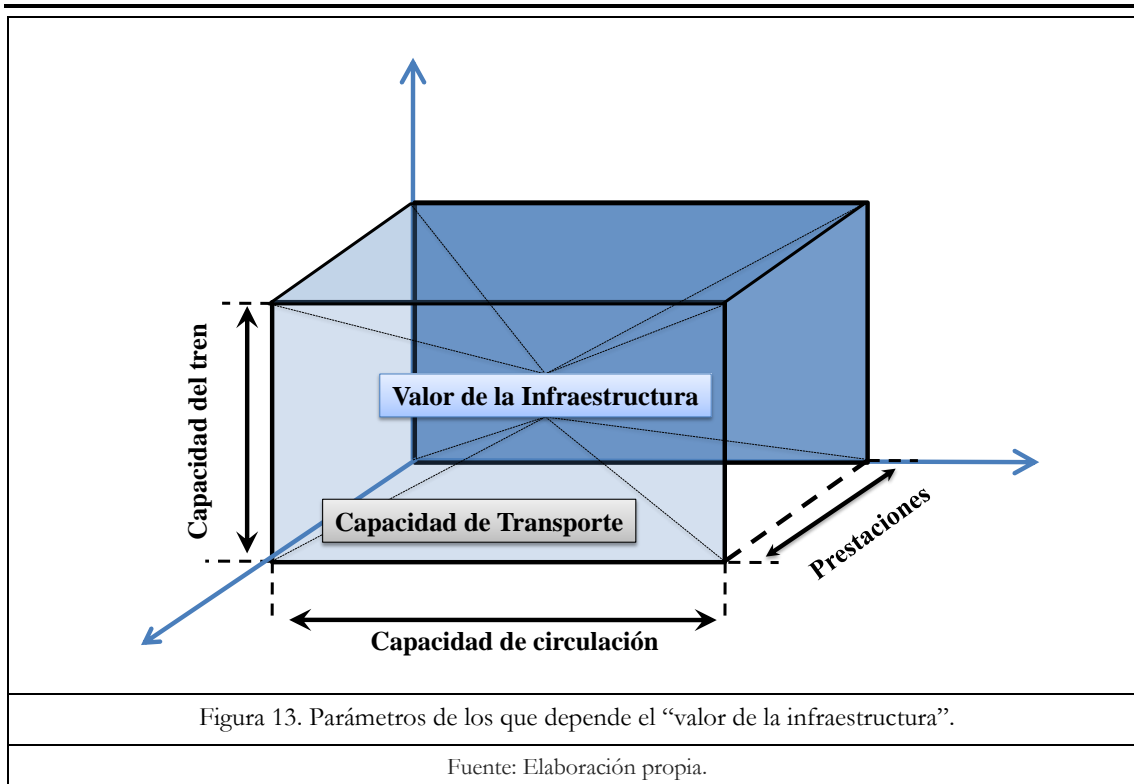 Capacidad del tren
Valor de la Infraestructura
Capacidad de Transporte
Prestaciones
Capacidad de circulación
Figura 13. Parámetros de los que depende el “valor de la infraestructura”.
Fuente: Elaboración propia.